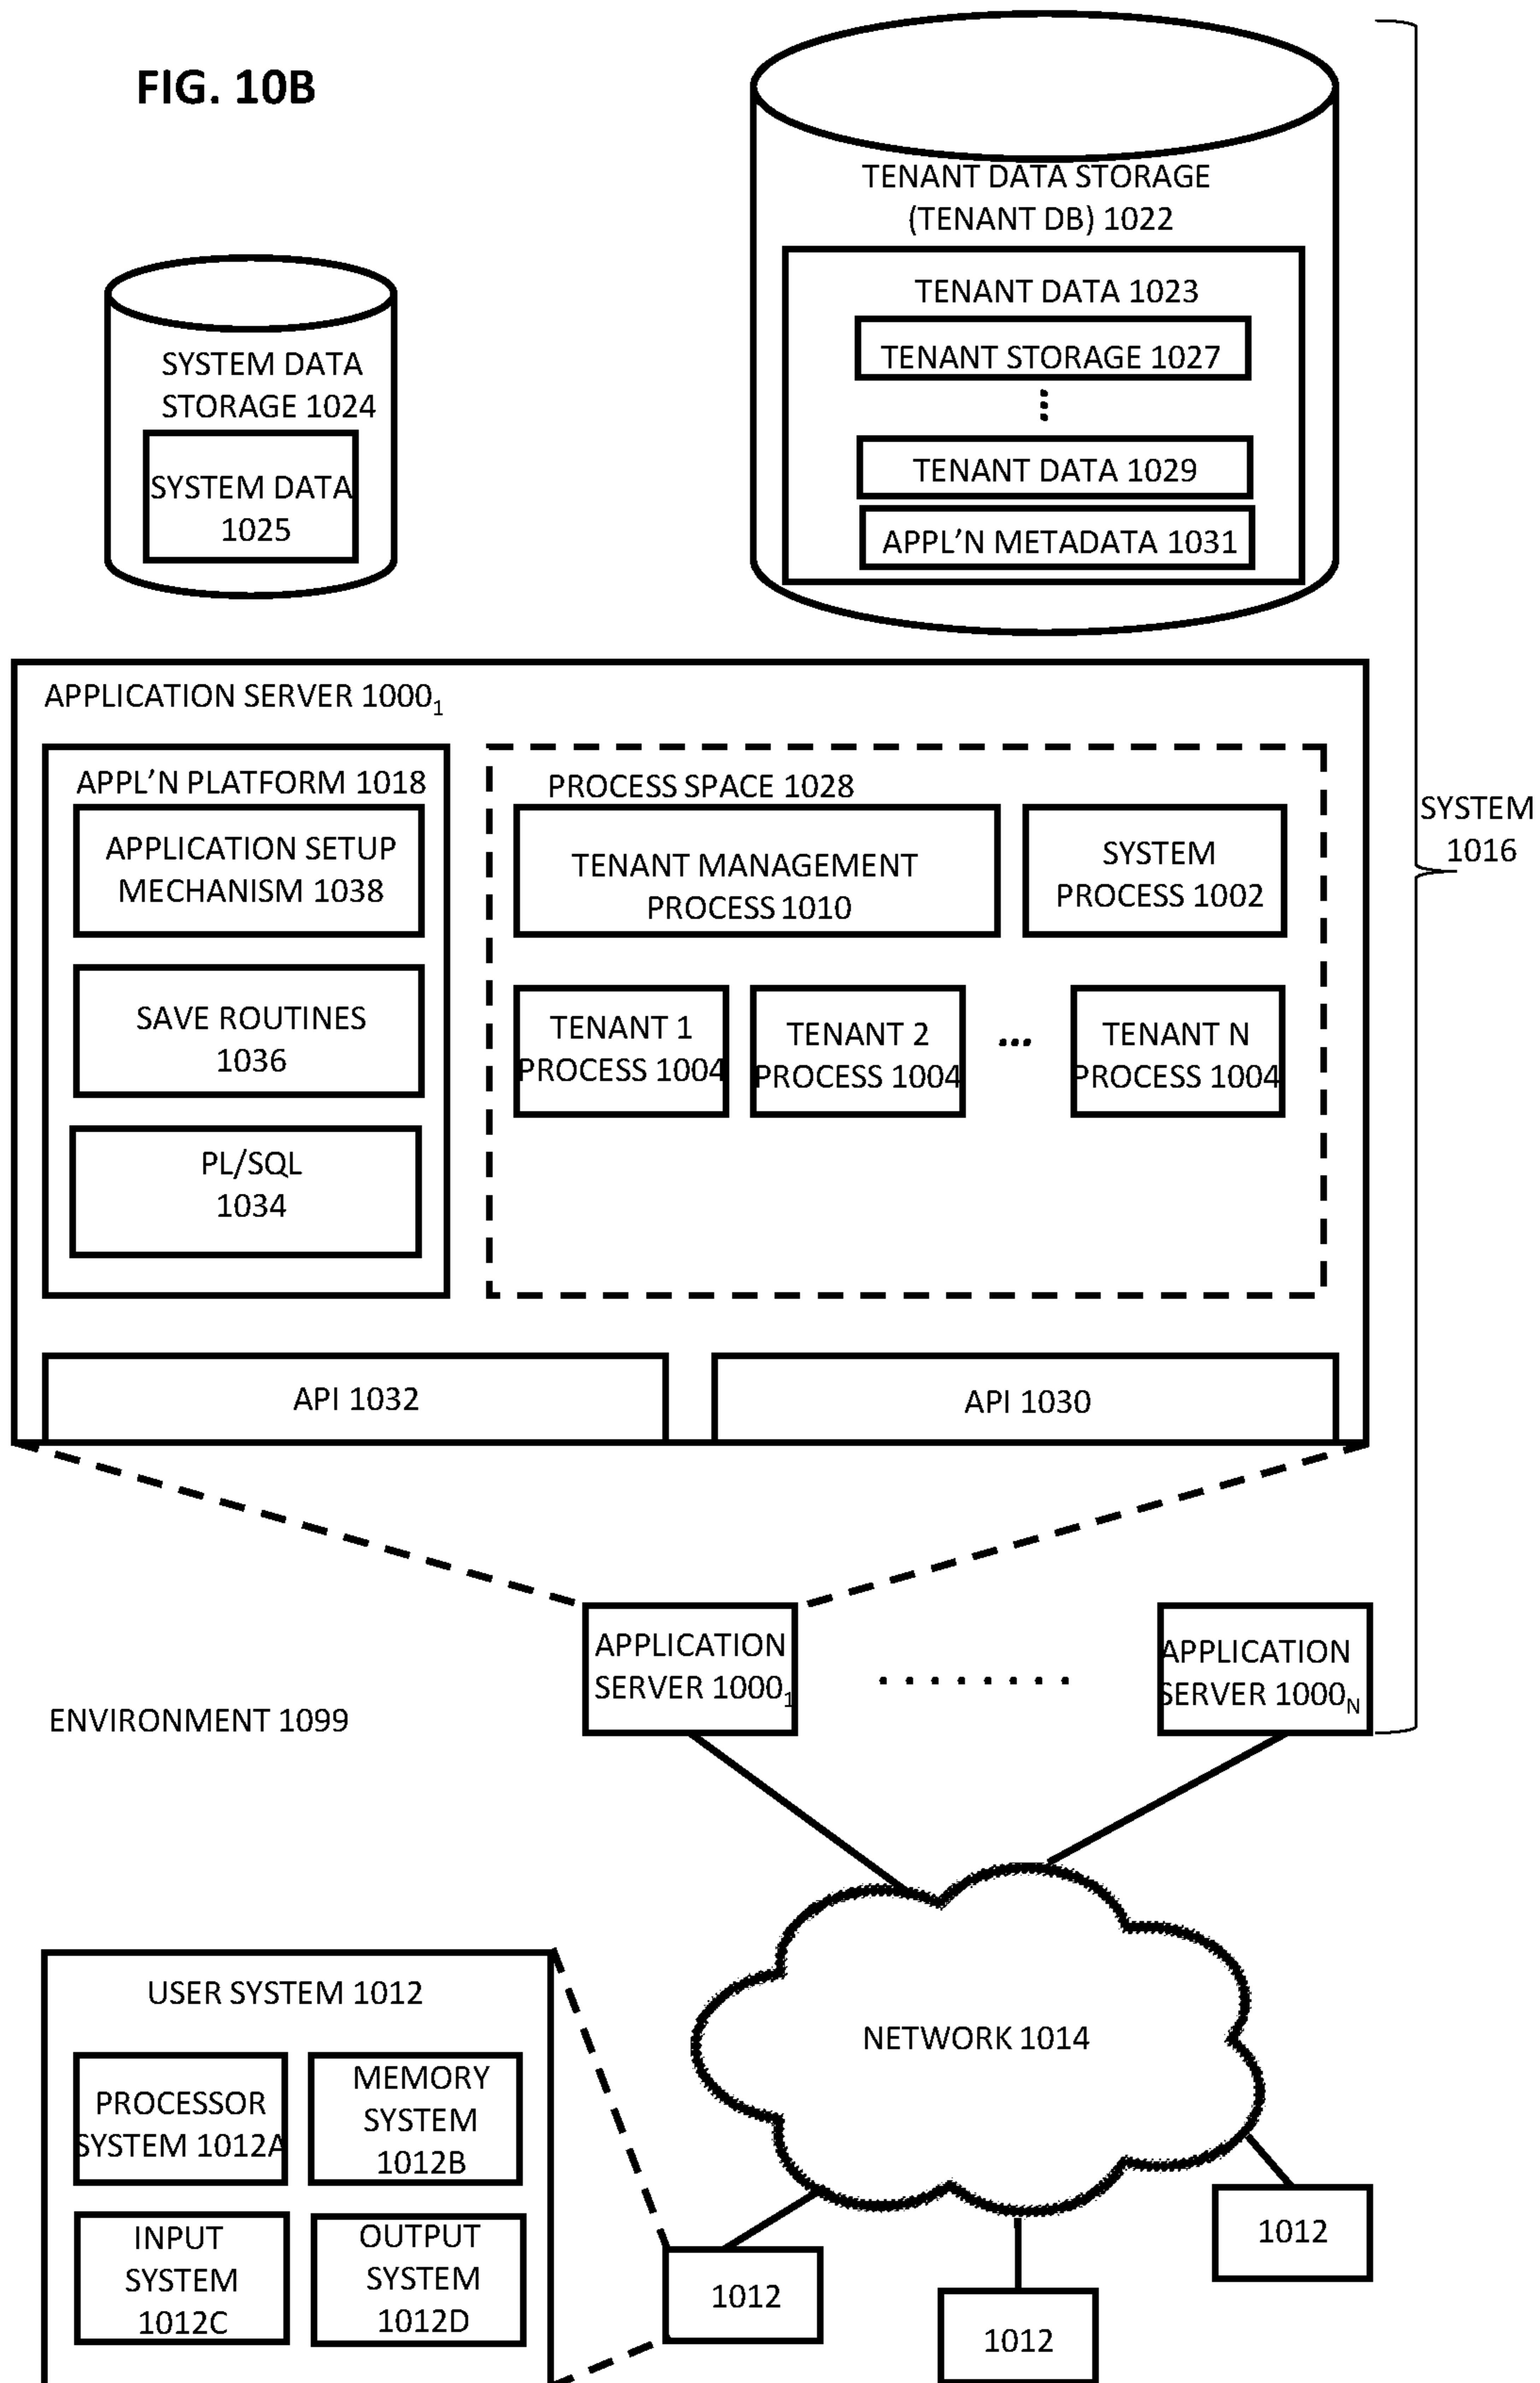 FIG. 10B
TENANT DATA STORAGE
(TENANT DB) 1022
TENANT DATA 1023
TENANT STORAGE 1027
TENANT DATA 1029
APPL'N METADATA 1031
SYSTEM DATA
STORAGE 1024
SYSTEM DATA
1025
SYSTEM
1016
APPLICATION SERVER 1000₁
APPL'N PLATFORM 1018
APPLICATION SETUP
MECHANISM 1038
SAVE ROUTINES
1036
PL/SQL
1034
PROCESS SPACE 1028
TENANT MANAGEMENT
PROCESS 1010
SYSTEM
PROCESS 1002
TENANT 1
PROCESS 1004
TENANT 2
PROCESS 1004
...
TENANT N
PROCESS 1004
API 1032
API 1030
APPLICATION
SERVER 1000₁
. . . . . . . .
APPLICATION
SERVER 1000N
ENVIRONMENT 1099
NETWORK 1014
USER SYSTEM 1012
PROCESSOR
SYSTEM 1012A
MEMORY
SYSTEM
1012B
INPUT
SYSTEM
1012C
OUTPUT
SYSTEM
1012D
1012
1012
1012